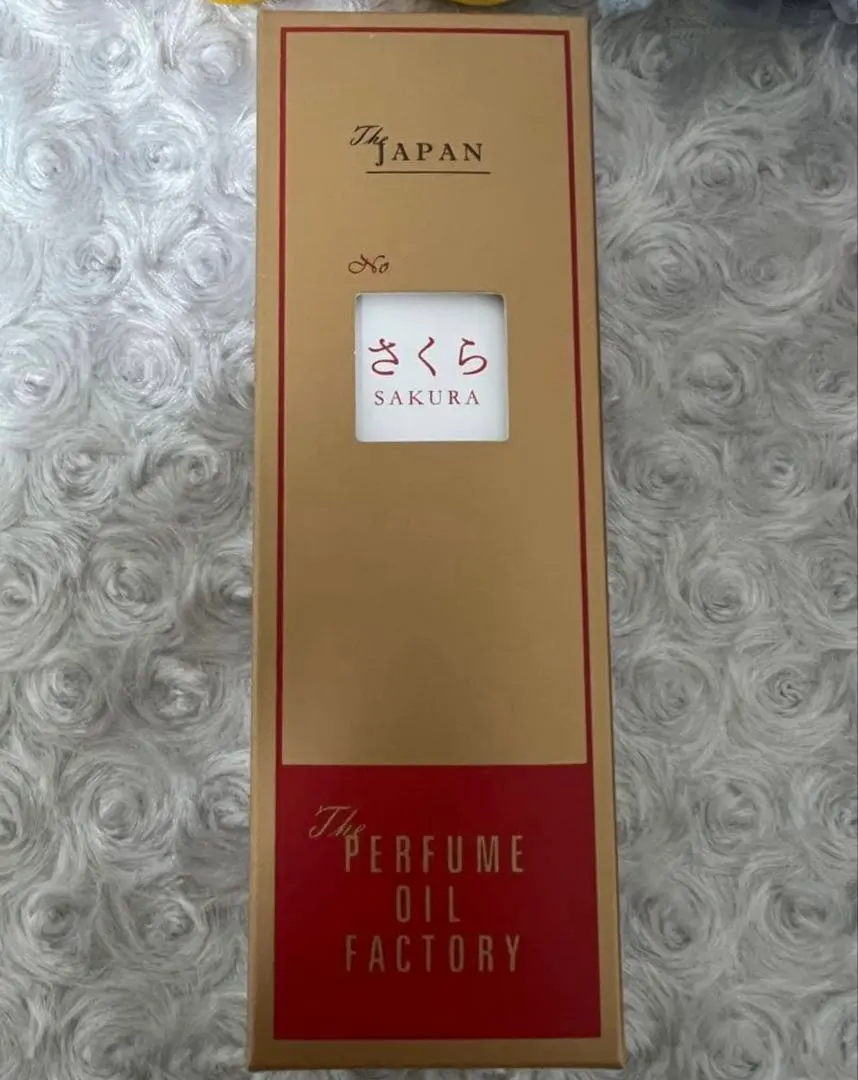 The
JAPAN
No
さくら
SAKURA
The
PERFUME
OIL
FACTORY